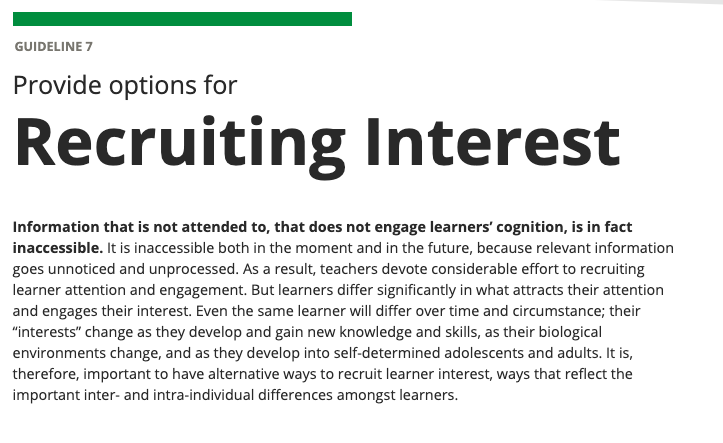 GUIDELINE 7
Provide options for
Recruiting Interest
Information that is not attended to, that does not engage learners’ cognition, is in fact
inaccessible. It is inaccessible both in the moment and in the future, because relevant information
goes unnoticed and unprocessed. As a result, teachers devote considerable effort to recruiting
learner attention and engagement. But learners differ significantly in what attracts their attention
and engages their interest. Even the same learner will differ over time and circumstance; their
“interests” change as they develop and gain new knowledge and skills, as their biological
environments change, and as they develop into self-determined adolescents and adults. It is,
therefore, important to have alternative ways to recruit learner interest, ways that reflect the
important inter- and intra-individual differences amongst learners.